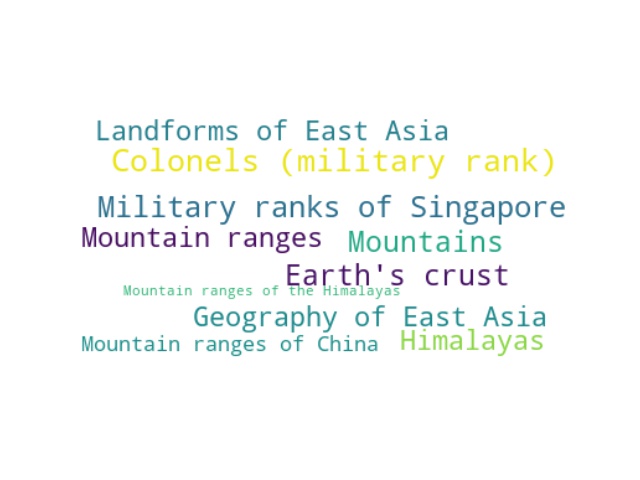 Landforms of East Asia
Colonels (military rank)
Military ranks of Singapore
Mountain ranges
Mountains
Earth's crust
Mountain ranges of the Himalayas
Geography of East Asia
Mountain ranges of China
Himalayas